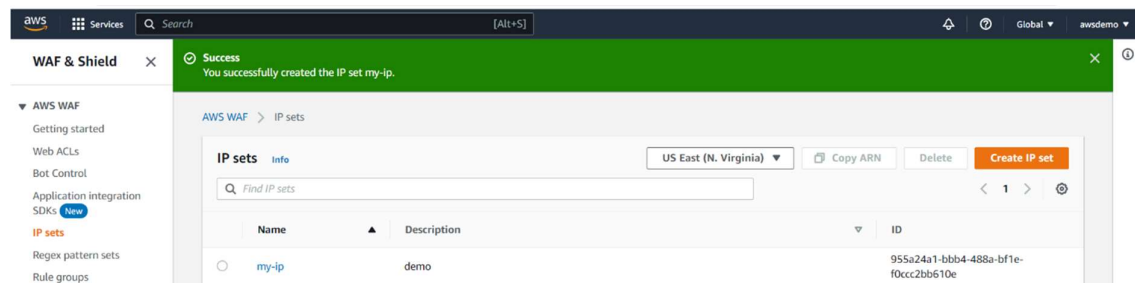 aws Services Search [Alt+S] Global awsdemo
WAF & Shield
Success
You successfully created the IP set my-ip.
AWS WAF
Getting started
Web ACLs
Bot Control
Application integration
SDKs New
IP sets
Regex pattern sets
Rule groups
AWS WAF > IP sets
IP sets Info US East (N. Virginia) Copy ARN Delete Create IP set
Find IP sets < 1 >
Name Description ID
my-ip demo 955a24a1-bbb4-488a-bf1e-
f0ccc2bb610e